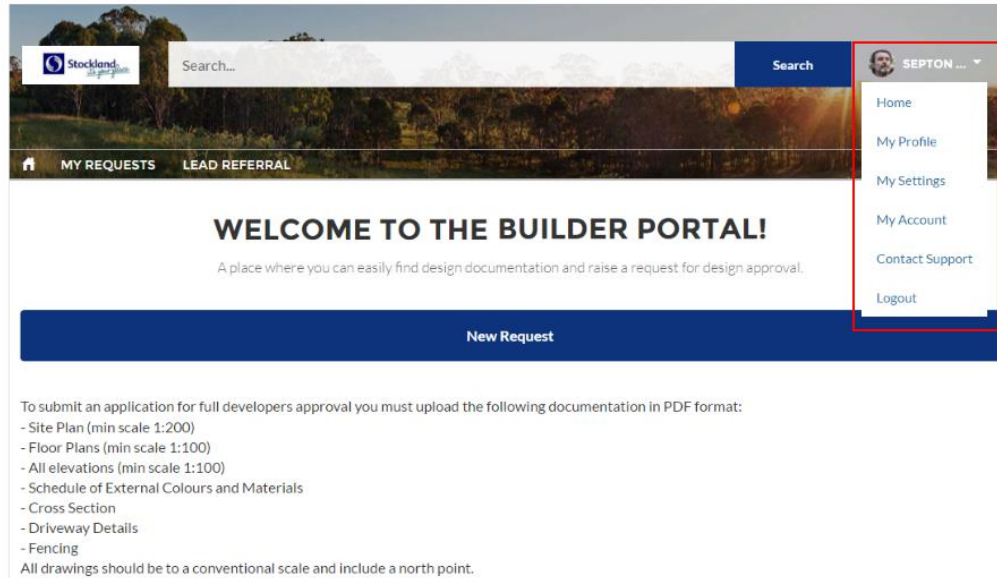 Stockland
it's your place
Search...
Search
SEPTON ...
Home
My Profile
My Settings
My Account
Contact Support
Logout
MY REQUESTS LEAD REFERRAL
WELCOME TO THE BUILDER PORTAL!
A place where you can easily find design documentation and raise a request for design approval.
New Request
To submit an application for full developers approval you must upload the following documentation in PDF format:
- Site Plan (min scale 1:200)
- Floor Plans (min scale 1:100)
- All elevations (min scale 1:100)
- Schedule of External Colours and Materials
- Cross Section
- Driveway Details
- Fencing
All drawings should be to a conventional scale and include a north point.